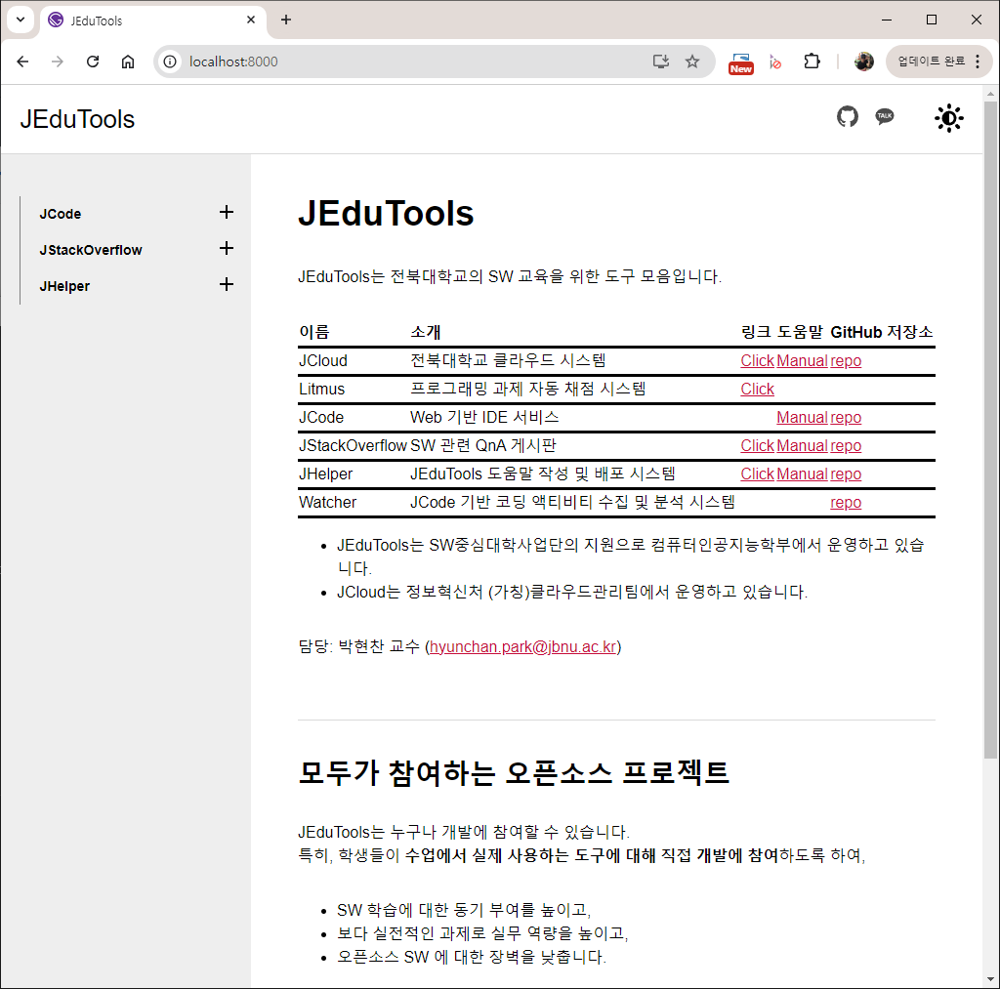 JEduTools
localhost:8000
New
업데이트 완료
JEduTools
TALK
JCode
JStackOverflow
JHelper
JEduTools
JEduTools는 전북대학교의 SW 교육을 위한 도구 모음입니다.
이름 소개 링크 도움말 GitHub 저장소
JCloud 전북대학교 클라우드 시스템 Click Manual repo
Litmus 프로그래밍 과제 자동 채점 시스템 Click
JCode Web 기반 IDE 서비스 Manual repo
JStackOverflow SW 관련 QnA 게시판 Click Manual repo
JHelper JEduTools 도움말 작성 및 배포 시스템 Click Manual repo
Watcher JCode 기반 코딩 액티비티 수집 및 분석 시스템 repo
• JEduTools는 SW중심대학사업단의 지원으로 컴퓨터인공지능학부에서 운영하고 있습
니다.
• JCloud는 정보혁신처 (가칭)클라우드관리팀에서 운영하고 있습니다.
담당: 박현찬 교수 (hyunchan.park@jbnu.ac.kr)
모두가 참여하는 오픈소스 프로젝트
JEduTools는 누구나 개발에 참여할 수 있습니다.
특히, 학생들이 수업에서 실제 사용하는 도구에 대해 직접 개발에 참여하도록 하여,
• SW 학습에 대한 동기 부여를 높이고,
• 보다 실전적인 과제로 실무 역량을 높이고,
• 오픈소스 SW 에 대한 장벽을 낮춥니다.